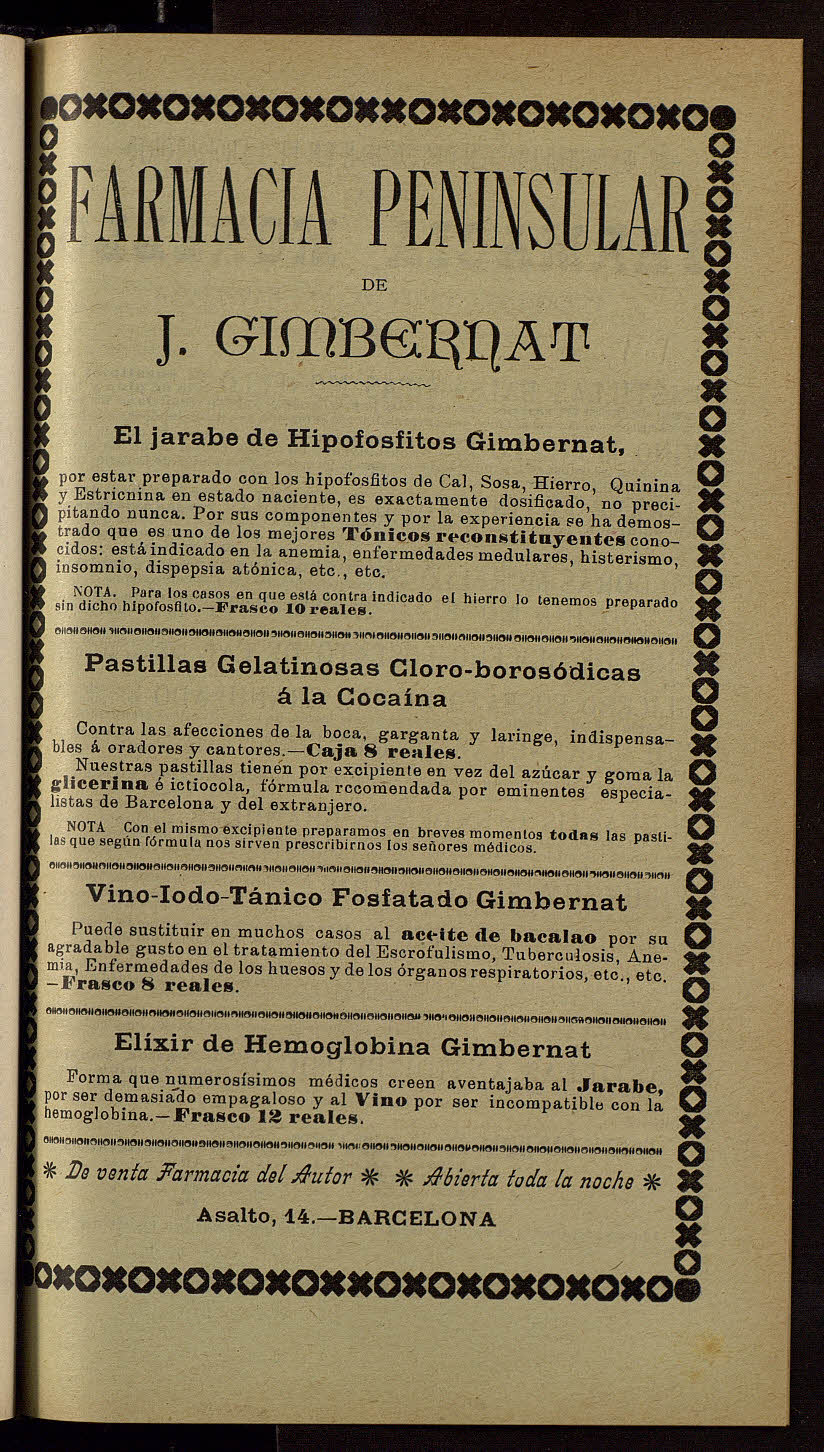 FARMACIA PENINSULAR
DE
J. GIMBERNAT
El jarabe de Hipofosfitos Gimbernat,
por estar preparado con los hipofosfitos de Cal, Sosa, Hierro, Quinina
y Estricnina en estado naciente, es exactamente dosificado, no preci-
pitando nunca. Por sus componentes y por la experiencia se ha demos-
trado que es uno de los mejores Tónicos reconstituyentes cono-
cidos: está indicado en la anemia, enfermedades medulares, histerismo,
insomnio, dispepsia atónica, etc., etc.
NOTA. Para los casos en que está contra indicado el hierro lo tenemos preparado
sin dicho hipofosfito.—Frasco 10 reales.
Pastillas Gelatinosas Cloro-borosódicas
á la Cocaína
Contra las afecciones de la boca, garganta y laringe, indispensa-
bles á oradores y cantores.—Caja 8 reales.
Nuestras pastillas tienen por excipiente en vez del azúcar y goma la
glicerina é ictiocola, fórmula recomendada por eminentes especia-
listas de Barcelona y del extranjero.
NOTA Con el mismo excipiente preparamos en breves momentos todas las pasti-
las que según fórmula nos sirven prescribirnos los señores médicos.
Vino-Iodo-Tánico Fosfatado Gimbernat
Puede sustituir en muchos casos al aceite de bacalao por su
agradable gusto en el tratamiento del Escrofulismo, Tuberculosis, Ane-
mia, Enfermedades de los huesos y de los órganos respiratorios, etc., etc.
—Frasco 8 reales.
Elíxir de Hemoglobina Gimbernat
Forma que numerosísimos médicos creen aventajaba al Jarabe,
por ser demasiado empagaloso y al Vino por ser incompatible con la
hemoglobina.—Frasco 12 reales.
* De venta Farmacia del Autor * * Abierta toda la noche *
Asalto, 14.—BARCELONA